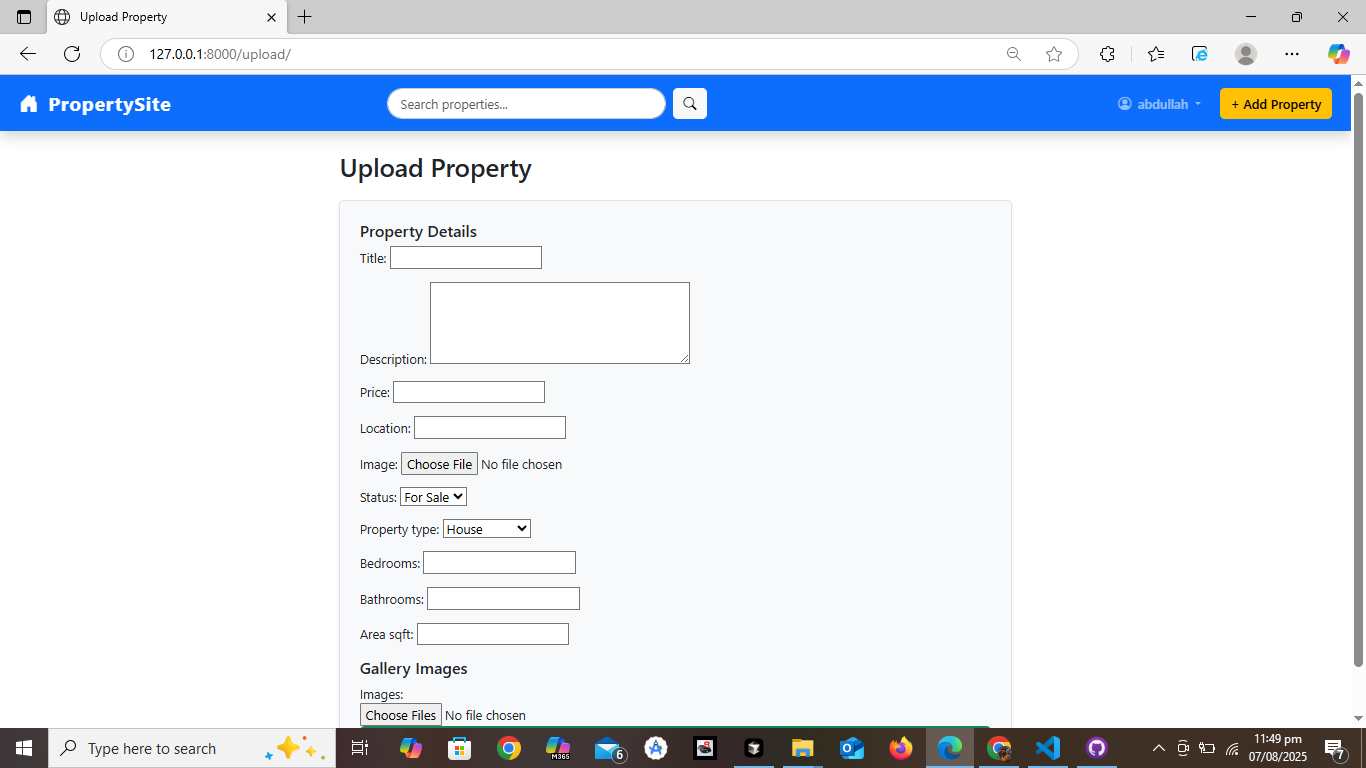 Upload Property
127.0.0.1:8000/upload/
PropertySite
Search properties...
abdullah
+ Add Property
Upload Property
Property Details
Title:
Description:
Price:
Location:
Image: Choose File No file chosen
Status: For Sale
Property type: House
Bedrooms:
Bathrooms:
Area sqft:
Gallery Images
Images:
Choose Files No file chosen
Type here to search
M365
6
11:49 pm
07/08/2025
7